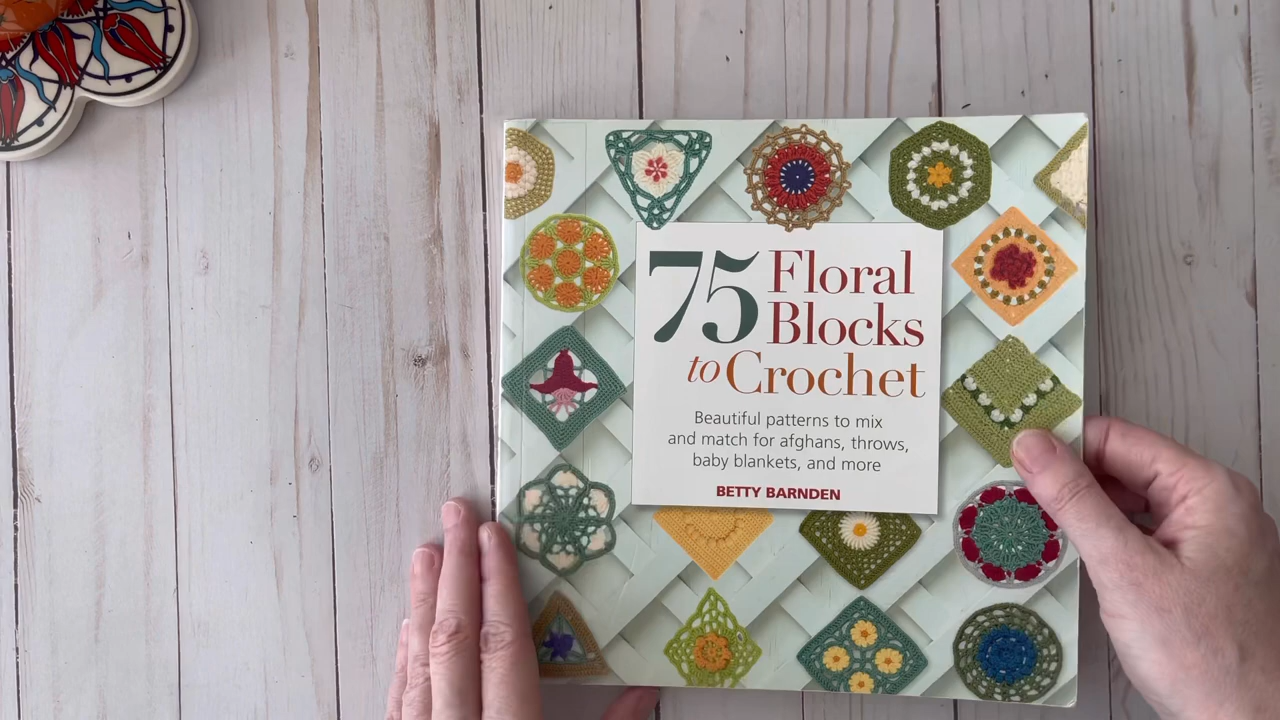 75 Floral
Blocks
to Crochet
Beautiful patterns to mix
and match for afghans, throws,
baby blankets, and more
BETTY BARNDEN